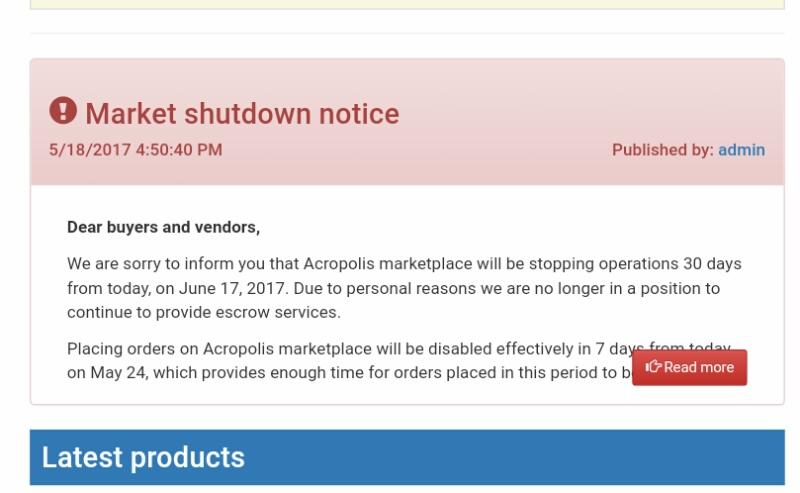 Market shutdown notice
5/18/2017 4:50:40 PM Published by: admin
Dear buyers and vendors,
We are sorry to inform you that Acropolis marketplace will be stopping operations 30 days
from today, on June 17, 2017. Due to personal reasons we are no longer in a position to
continue to provide escrow services.
Placing orders on Acropolis marketplace will be disabled effectively in 7 days from today
on May 24, which provides enough time for orders placed in this period to
Read more
Latest products